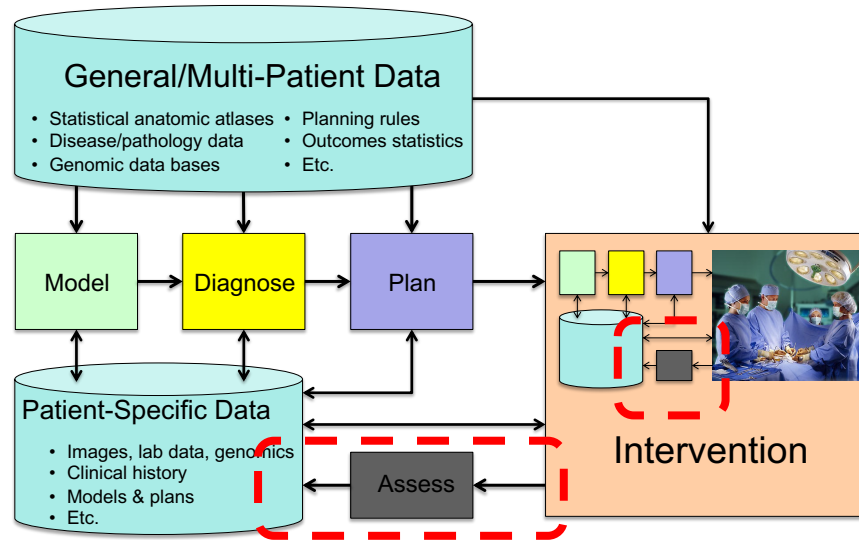 General/Multi-Patient Data
• Statistical anatomic atlases
• Disease/pathology data
• Genomic data bases
• Planning rules
• Outcomes statistics
• Etc.
Model
Diagnose
Plan
Patient-Specific Data
• Images, lab data, genomics
• Clinical history
• Models & plans
• Etc.
Assess
Intervention